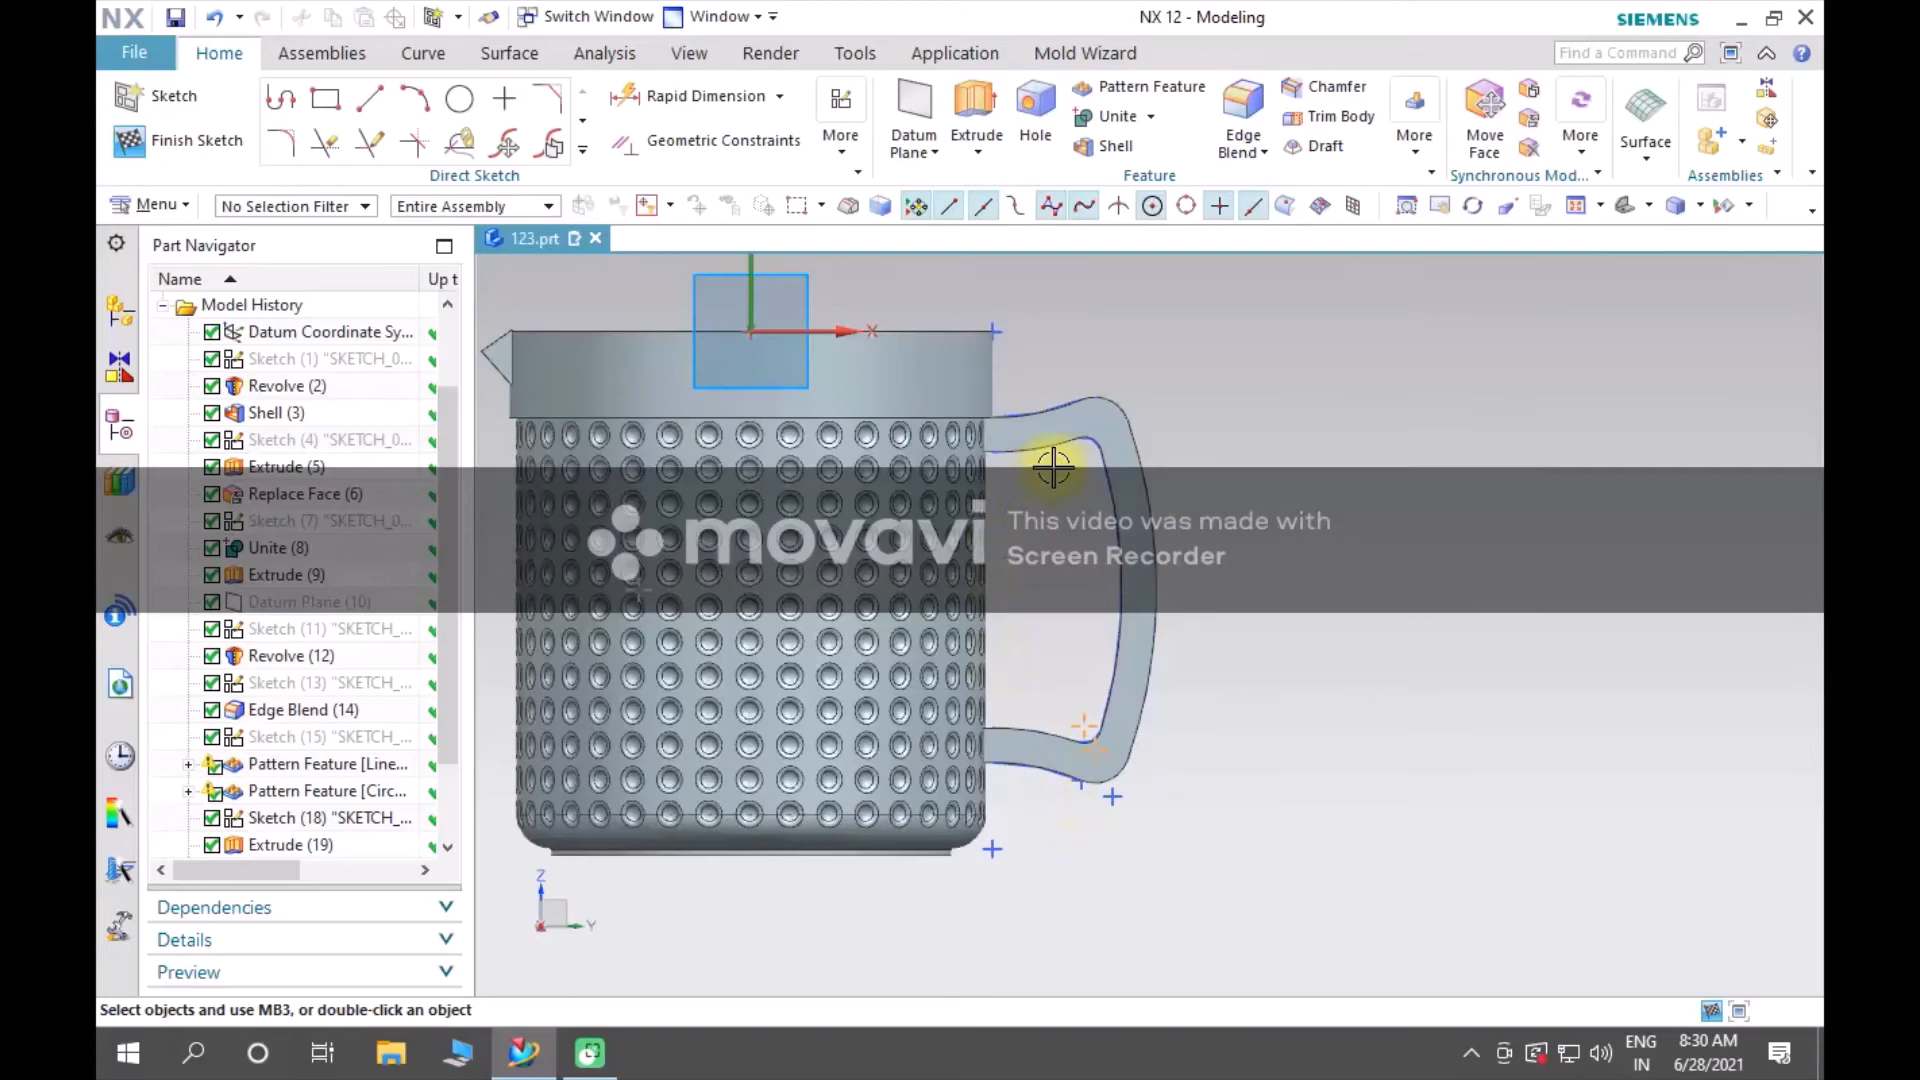 NX
Switch Window
Window
NX 12 - Modeling
SIEMENS
File
Home
Assemblies
Curve
Surface
Analysis
View
Render
Tools
Application
Mold Wizard
Find a Command
Sketch
Finish Sketch
Direct Sketch
Rapid Dimension
Geometric Constraints
More
Datum
Plane
Extrude
Hole
Pattern Feature
Unite
Shell
Edge
Blend
Chamfer
Trim Body
Draft
More
Feature
Move
Face
More
Synchronous Mod...
Surface
Assemblies
Menu
No Selection Filter
Entire Assembly
Part Navigator
123.prt
Name
Up t
Model History
Datum Coordinate Sy...
Sketch (1) "SKETCH_0...
Revolve (2)
Shell (3)
Sketch (4) "SKETCH_0...
Extrude (5)
Replace Face (6)
Sketch (7) "SKETCH_0...
Unite (8)
Extrude (9)
Datum Plane (10)
Sketch (11) "SKETCH_...
Revolve (12)
Sketch (13) "SKETCH_...
Edge Blend (14)
Sketch (15) "SKETCH_...
Pattern Feature [Line...
Pattern Feature [Circ...
Sketch (18) "SKETCH_...
Extrude (19)
Dependencies
Details
Preview
X
movavi
This video was made with
Screen Recorder
Z
Y
Select objects and use MB3, or double-click an object
ENG
IN
8:30 AM
6/28/2021